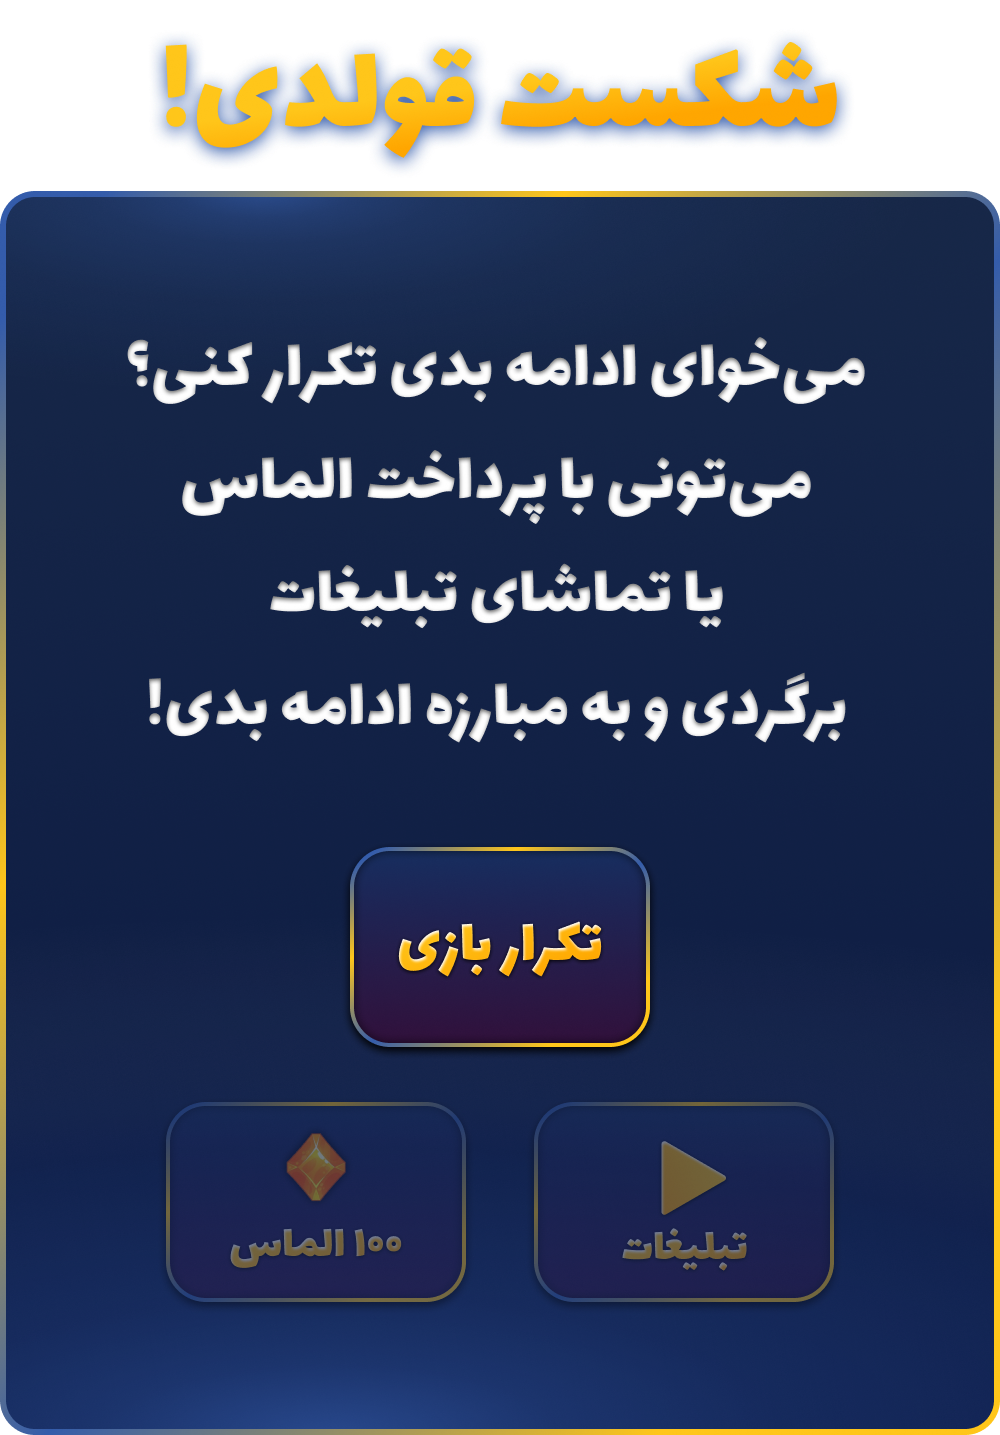 شکست قولدی!
می‌خوای ادامه بدی تکرار کنی؟
می‌تونی با پرداخت الماس
یا تماشای تبلیغات
برگردی و به مبارزه ادامه بدی!
تکرار بازی
تبلیغات
۱۰۰ الماس